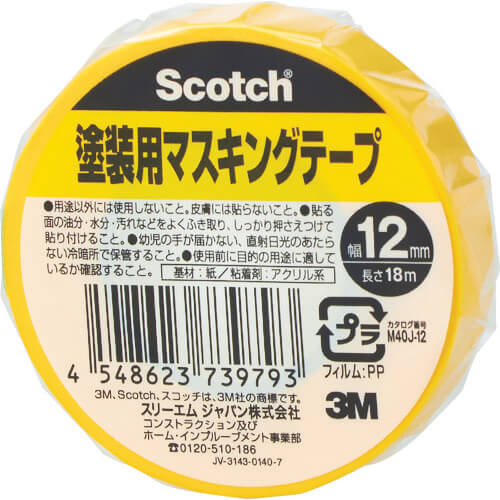 Scotch®
塗装用マスキングテープ
●用途以外には使用しないこと。皮膚には貼らないこと。●貼る
面の油分・水分・汚れなどをよくふき取り、しっかり押さえつけて
貼り付けること。●幼児の手が届かない、直射日光のあたら
ない冷暗所で保管すること。●使用前に目的の用途に適して
いるか確認すること。
基材:紙/粘着剤:アクリル系
幅12mm
長さ18m
プラ
カタログ番号
M40J-12
フィルム:PP
4 548623 739793
3M、Scotch、スコッチは、3M社の商標です。
スリーエム ジャパン株式会社
コンストラクション及び
ホーム・インプルーブメント事業部
☎0120-510-186
JV-3143-0140-7
3M